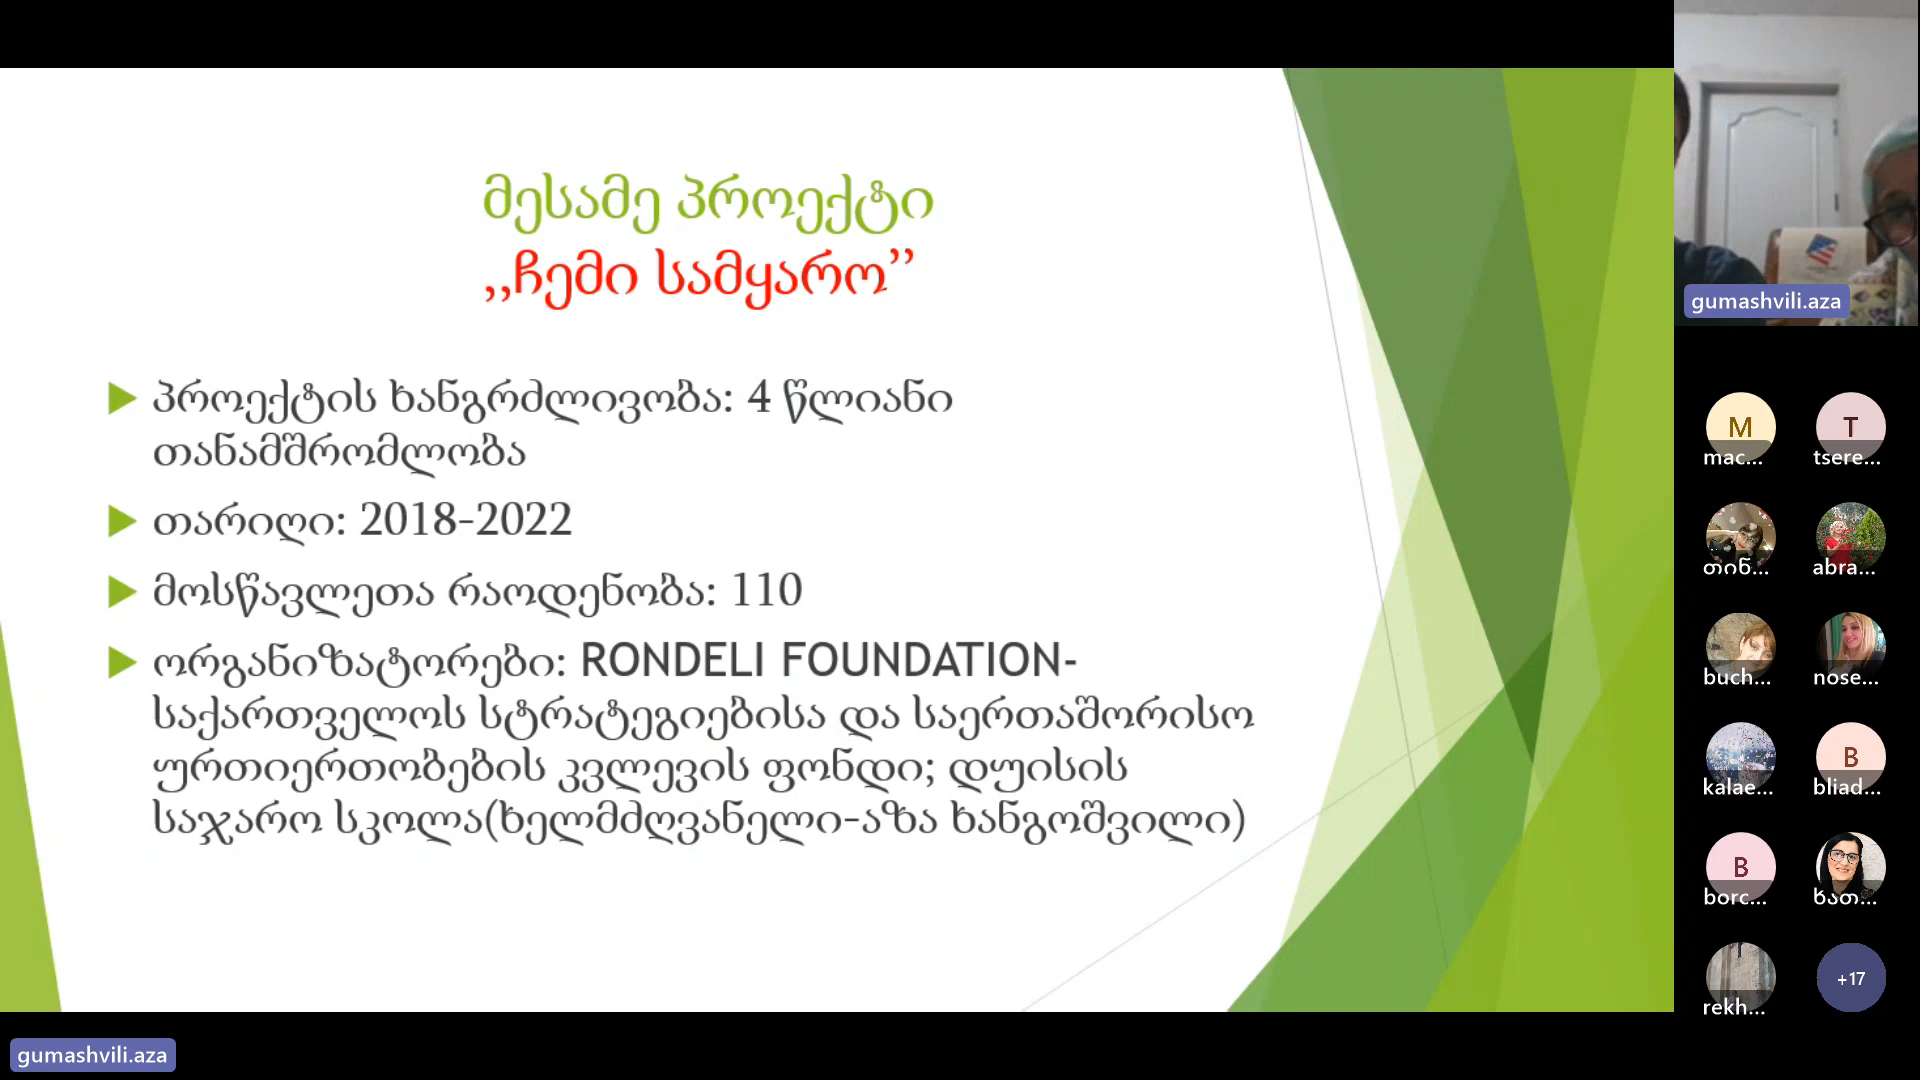 მესამე პროექტი
,,ჩემი სამყარო’’
პროექტის ხანგრძლივობა: 4 წლიანი
თანამშრომლობა
თარიღი: 2018-2022
მოსწავლეთა რაოდენობა: 110
ორგანიზატორები: RONDELI FOUNDATION-
საქართველოს სტრატეგიებისა და საერთაშორისო
ურთიერთობების კვლევის ფონდი; დუისის
საჯარო სკოლა(ხელმძღვანელი-აზა ხანგოშვილი)
gumashvili.aza
M
T
mac...
tsere...
თინ...
abra...
buch...
nose...
B
kalae...
bliad...
B
borc...
ხათ...
+17
rekh...
gumashvili.aza